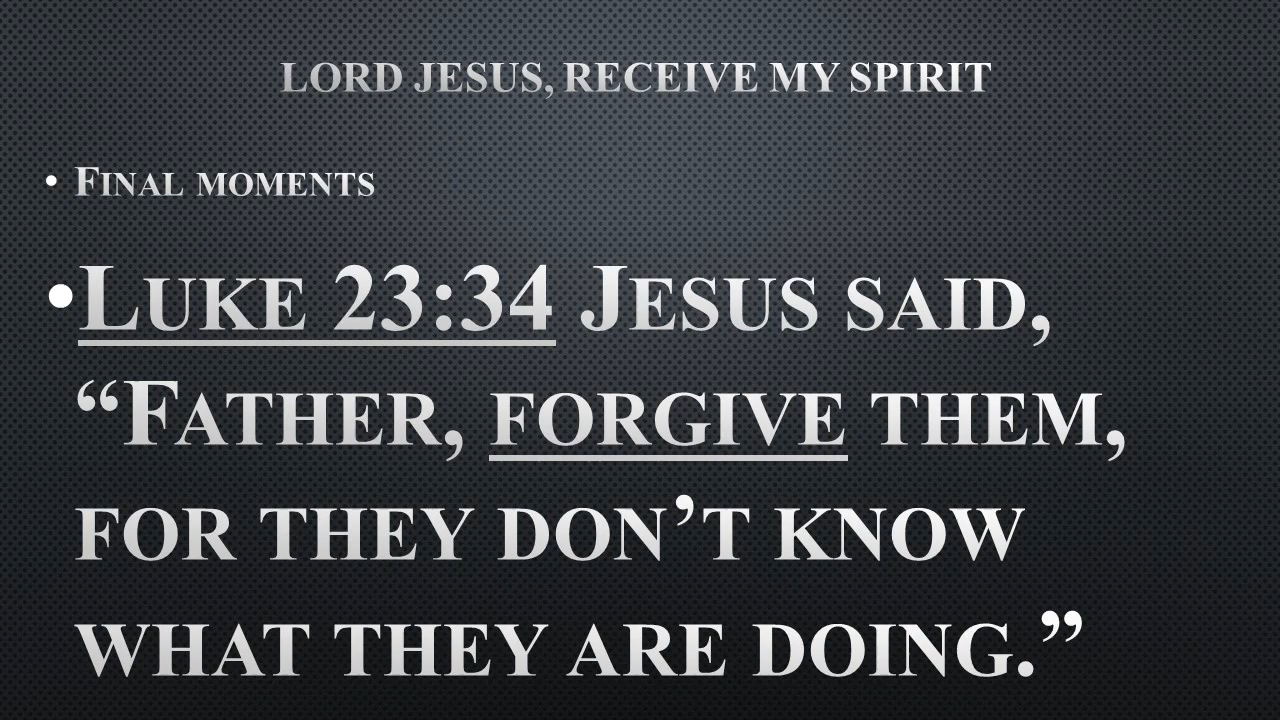 LORD JESUS, RECEIVE MY SPIRIT
• FINAL MOMENTS
• LUKE 23:34 JESUS SAID,
“FATHER, FORGIVE THEM,
FOR THEY DON’T KNOW
WHAT THEY ARE DOING.”